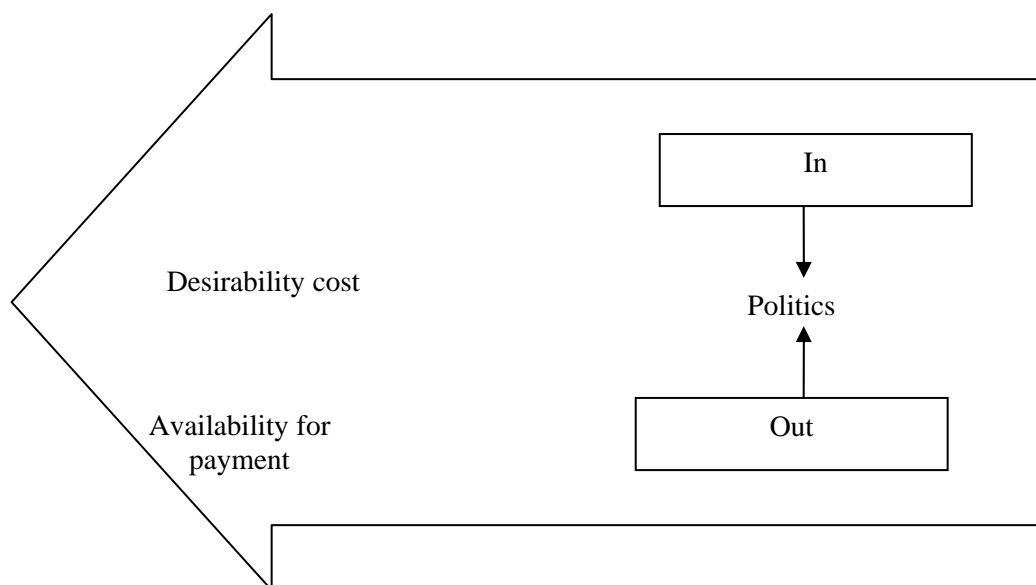 In
Desirability cost
Politics
Availability for
payment
Out